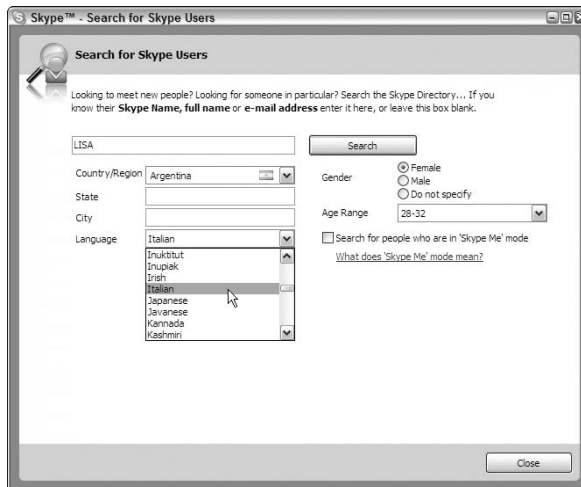 Skype™ - Search for Skype Users
Search for Skype Users
Looking to meet new people? Looking for someone in particular? Search the Skype Directory... If you
know their Skype Name, full name or e-mail address enter it here, or leave this box blank.
LISA
Search
Country/Region Argentina
State
City
Language Italian
Inuktitut
Inupiak
Irish
Italian
Japanese
Javanese
Kannada
Kashmiri
Gender
Female
Male
Do not specify
Age Range 28-32
Search for people who are in 'Skype Me' mode
What does 'Skype Me' mode mean?
Close